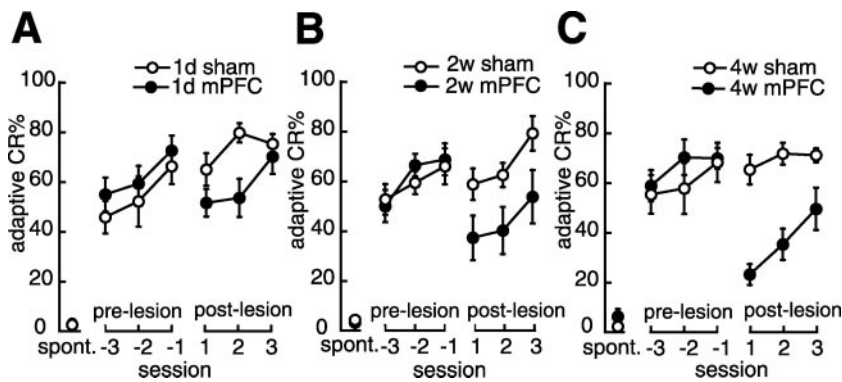 A
1d sham
1d mPFC
adaptive CR%
100
80
60
40
20
0
pre-lesion
post-lesion
spont.
-3 -2 -1 1 2 3
session
B
2w sham
2w mPFC
adaptive CR%
100
80
60
40
20
0
pre-lesion
post-lesion
spont.
-3 -2 -1 1 2 3
session
C
4w sham
4w mPFC
adaptive CR%
100
80
60
40
20
0
pre-lesion
post-lesion
spont.
-3 -2 -1 1 2 3
session